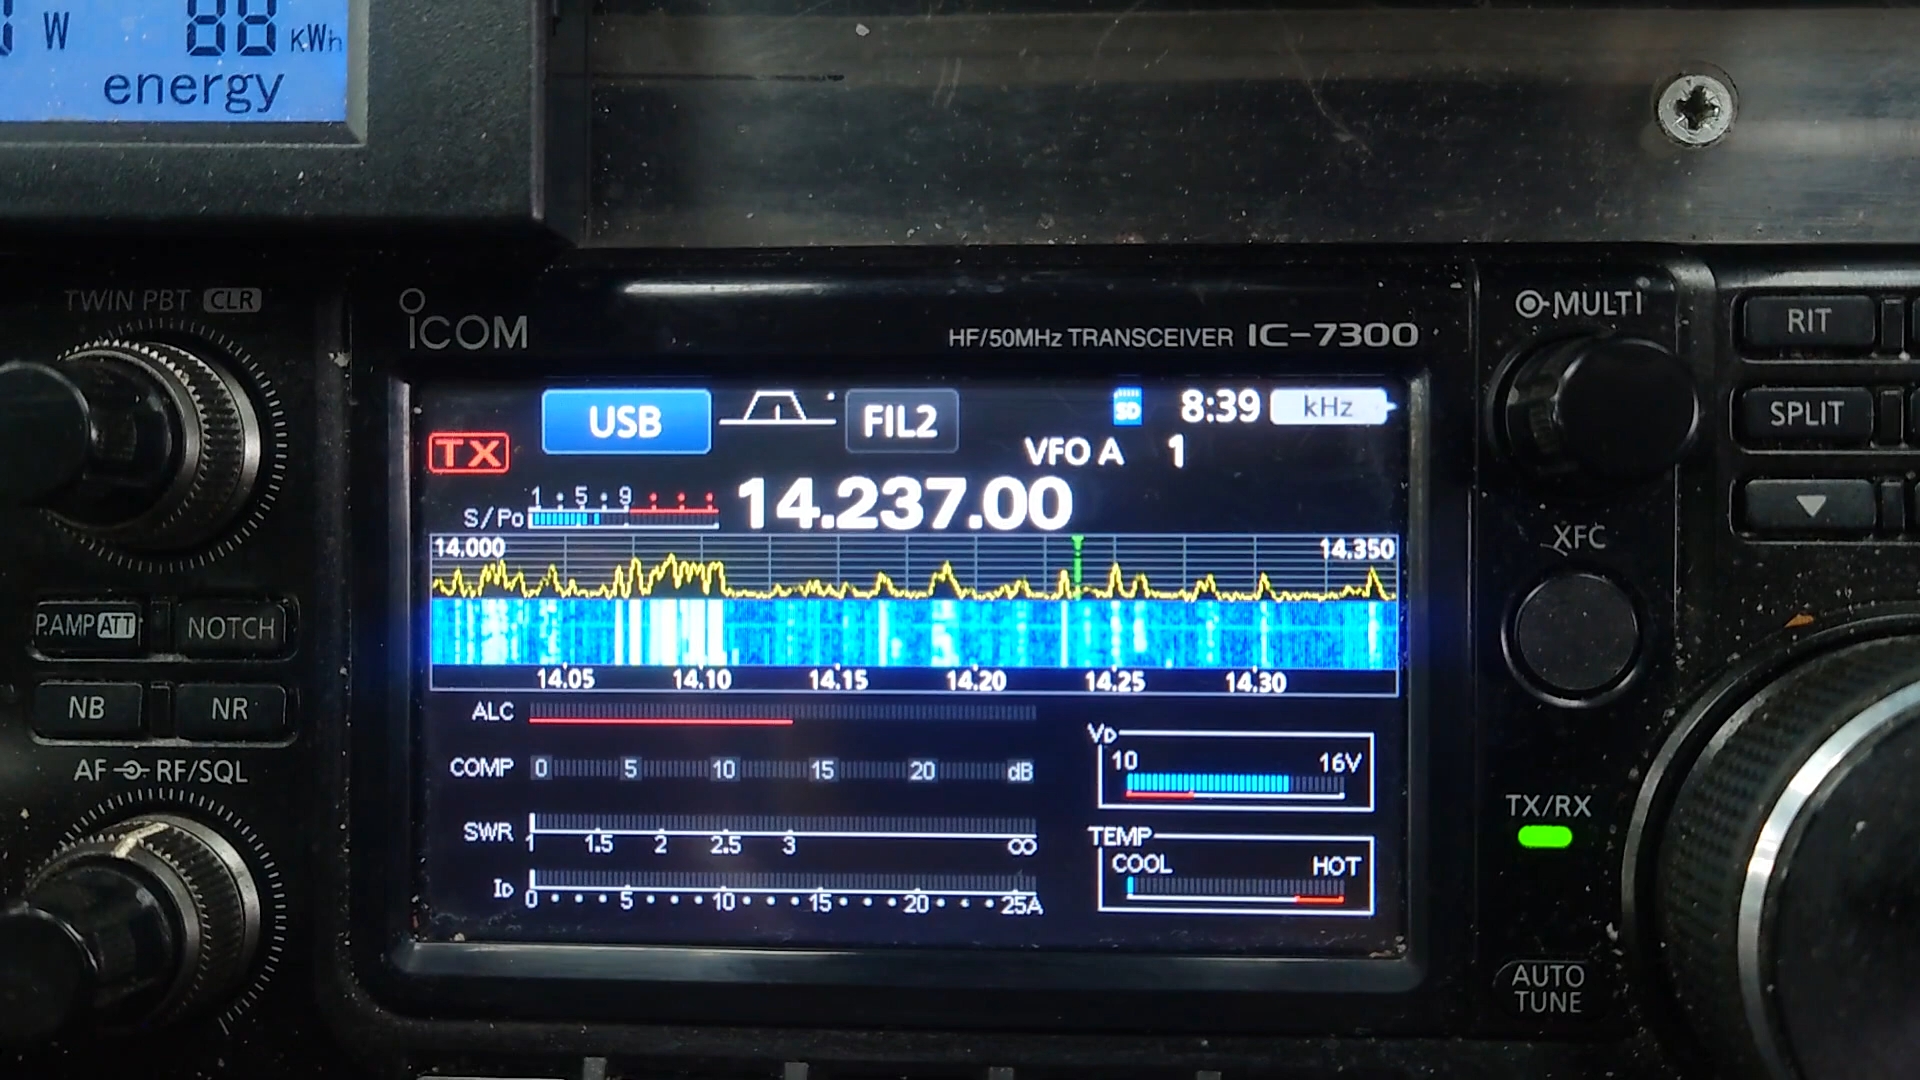 W 88 KWh
energy
TWIN PBT CLR
ICOM
HF/50MHz TRANSCEIVER IC-7300
MULTI
RIT
USB
FIL2
SD
8:39
kHz
SPLIT
TX
VFO A 1
1 5 9
S/Po
14.237.00
XFC
14.000
14.350
P.AMP ATT
NOTCH
14.05 14.10 14.15 14.20 14.25 14.30
NB
NR
ALC
VD
10 16V
AF RF/SQL
COMP 0 5 10 15 20 dB
TX/RX
SWR
1 1.5 2 2.5 3 ∞
TEMP
COOL HOT
ID
0 5 10 15 20 25A
AUTO
TUNE